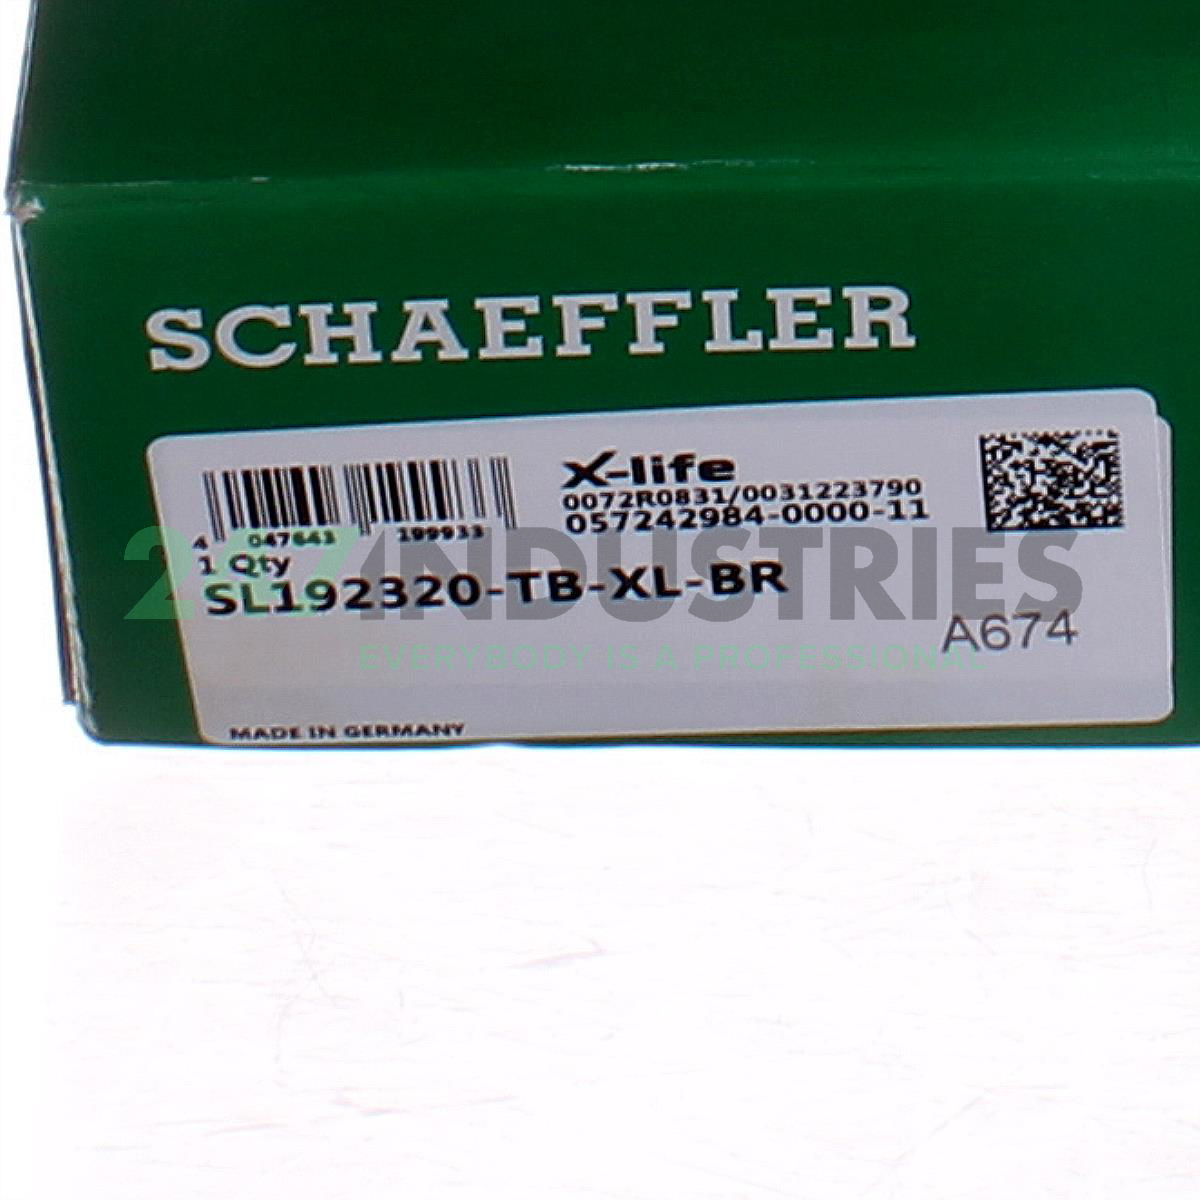 SCHAEFFLER
X-life
0072R0831/0031223790
057242984-0000-11
4 047643 199933
1 Qty
SL192320-TB-XL-BR
A674
MADE IN GERMANY
247INDUSTRIES
EVERYBODY IS A PROFESSIONAL